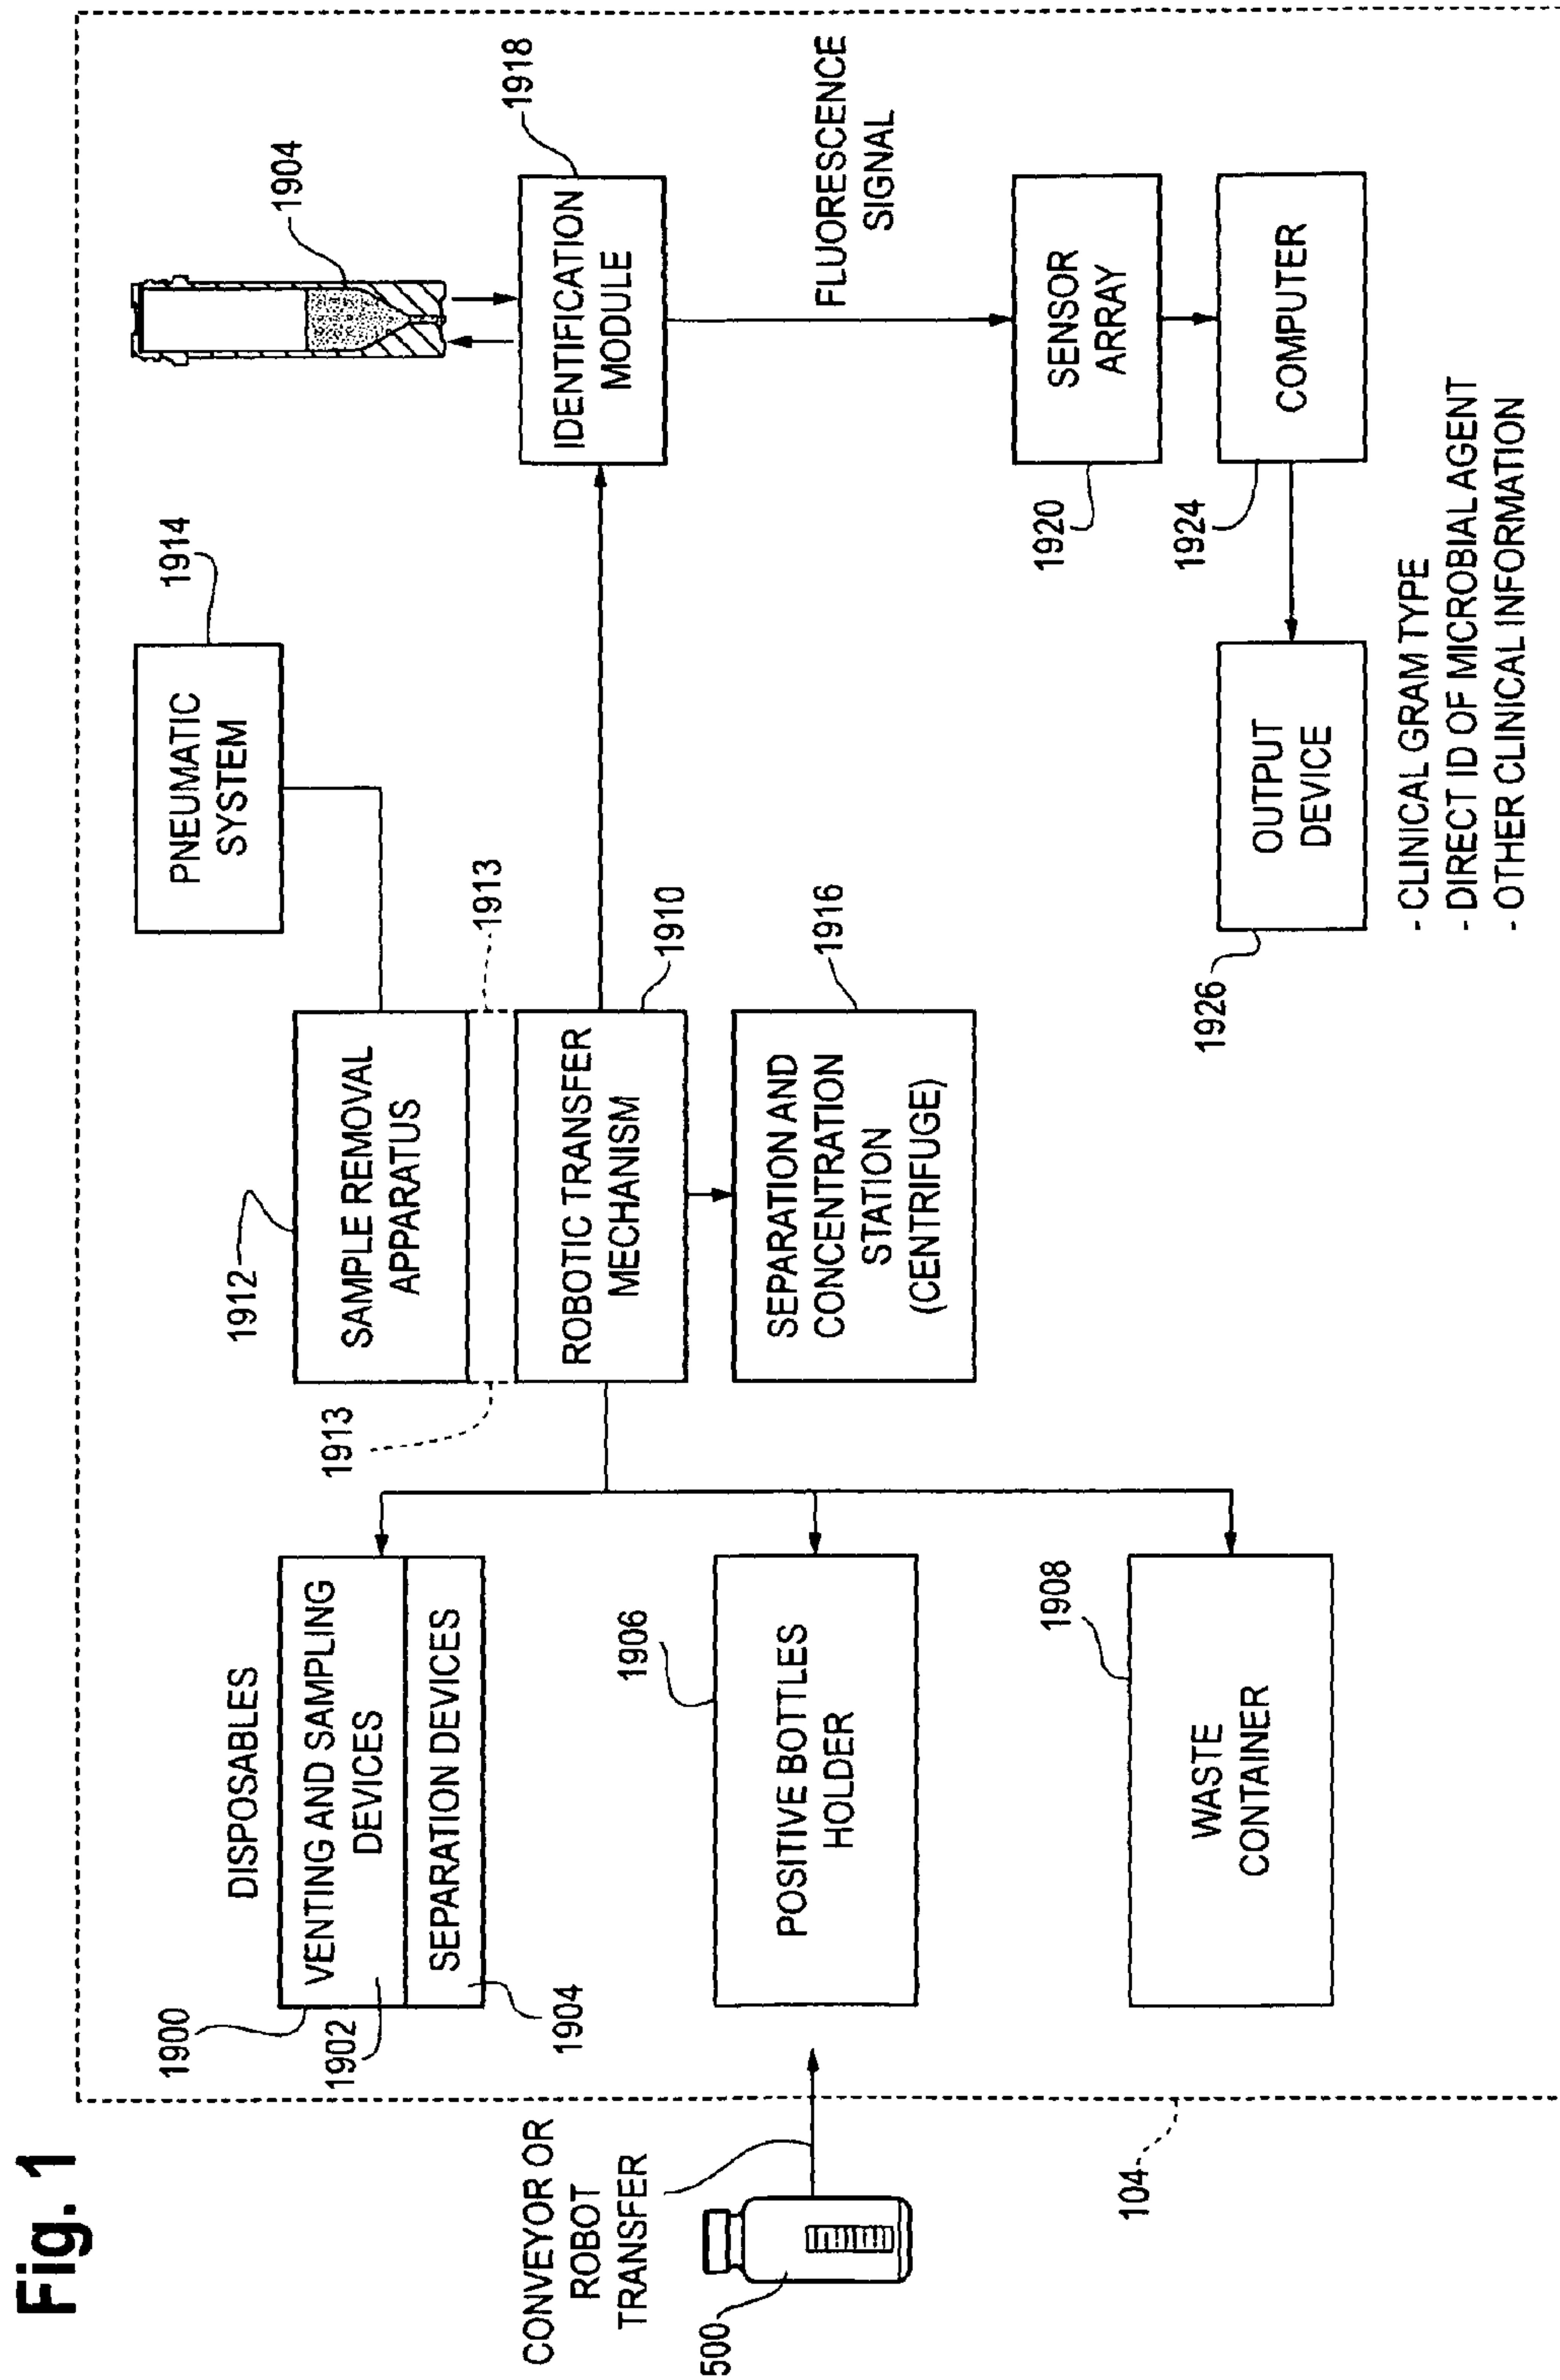 Fig. 1
CONVEYOR OR
ROBOT
TRANSFER
500
104
1900
1902
1904
DISPOSABLES
VENTING AND SAMPLING
DEVICES
SEPARATION DEVICES
1906
POSITIVE BOTTLES
HOLDER
1908
WASTE
CONTAINER
1912
SAMPLE REMOVAL
APPARATUS
1913
1913
ROBOTIC TRANSFER
MECHANISM
1910
SEPARATION AND
CONCENTRATION
STATION
(CENTRIFUGE)
1916
PNEUMATIC
SYSTEM
1914
1904
IDENTIFICATION
MODULE
1918
FLUORESCENCE
SIGNAL
SENSOR
ARRAY
1920
COMPUTER
1924
OUTPUT
DEVICE
1926
- CLINICAL GRAM TYPE
- DIRECT ID OF MICROBIAL AGENT
- OTHER CLINICAL INFORMATION